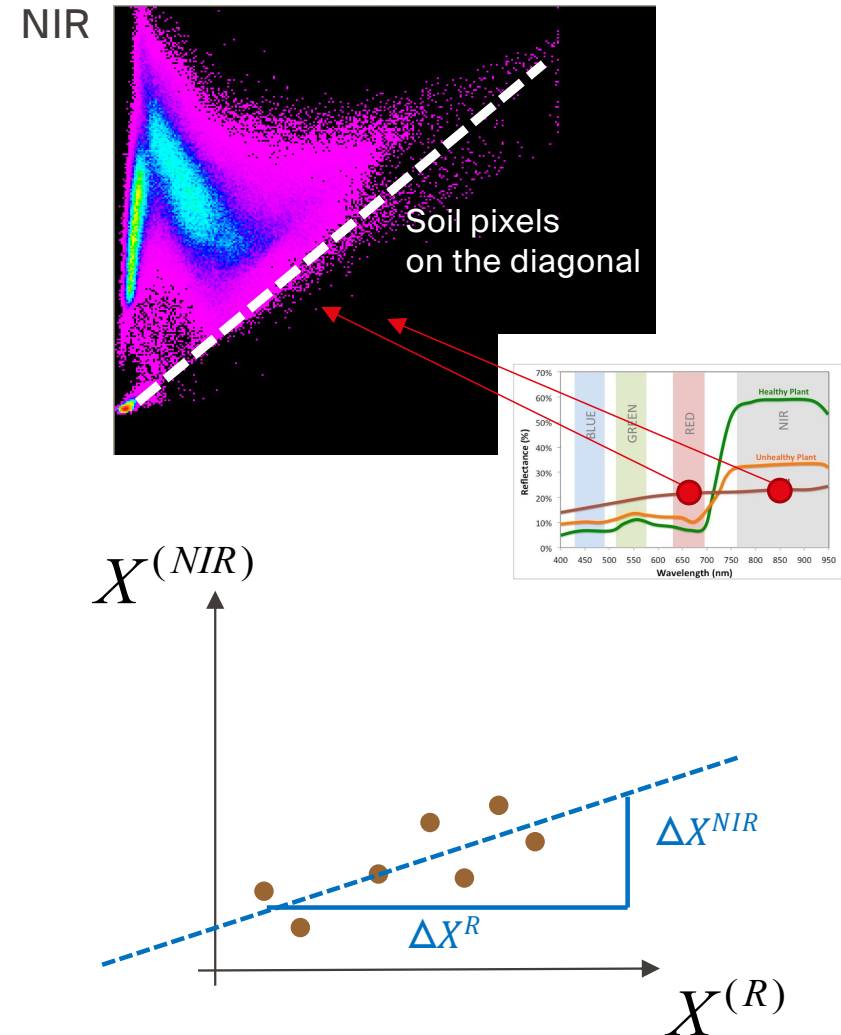 NIR
Soil pixels
on the diagonal
70%
60%
50%
40%
30%
20%
10%
0%
Reflectance (%)
BLUE
GREEN
RED
NIR
Healthy Plant
Unhealthy Plant
400 450 500 550 600 650 700 750 800 850 900 950
Wavelength (nm)
X^(NIR)
ΔX^NIR
ΔX^R
X^(R)